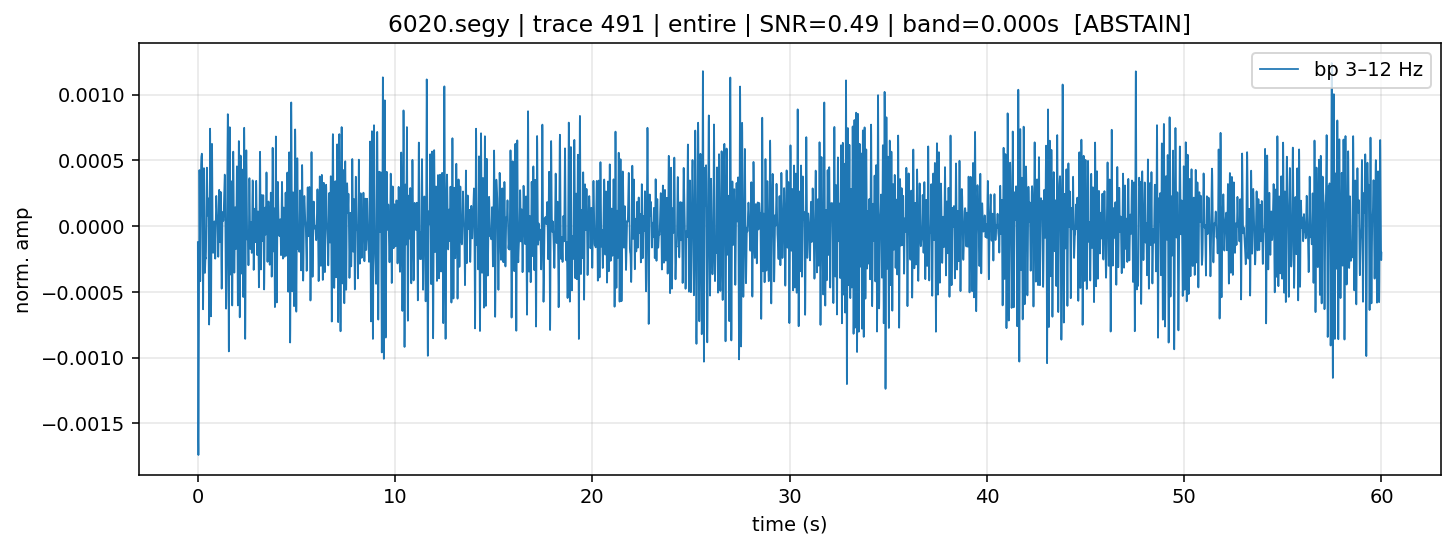 6020.segy | trace 491 | entire | SNR=0.49 | band=0.000s [ABSTAIN]
bp 3–12 Hz
norm. amp
0.0010
0.0005
0.0000
−0.0005
−0.0010
−0.0015
0 10 20 30 40 50 60
time (s)